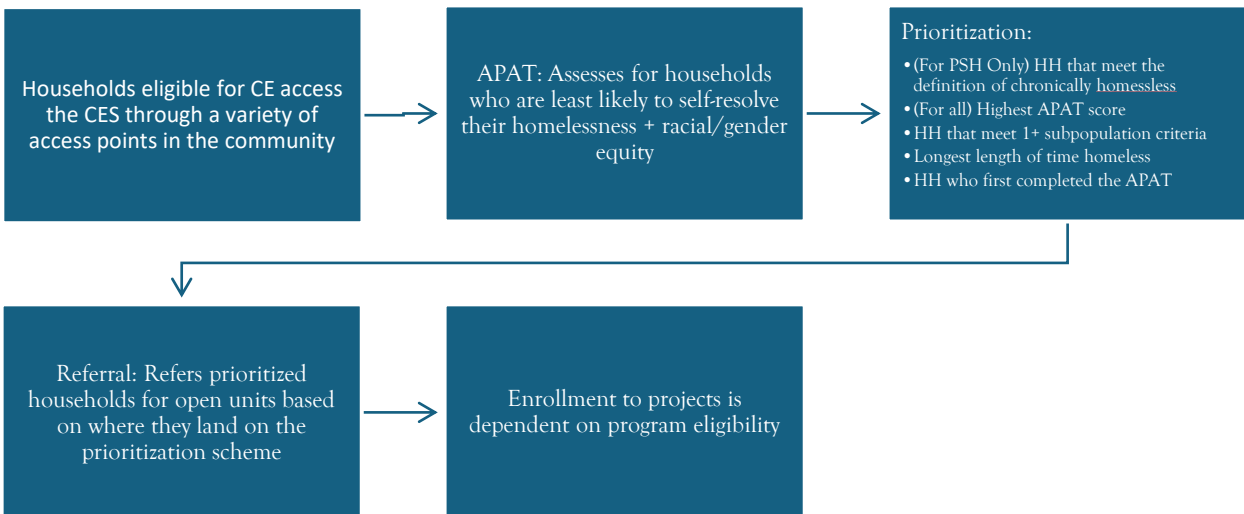 Households eligible for CE access
the CES through a variety of
access points in the community
APAT: Assesses for households
who are least likely to self-resolve
their homelessness + racial/gender
equity
Prioritization:
• (For PSH Only) HH that meet the
definition of chronically homessless
• (For all) Highest APAT score
• HH that meet 1+ subpopulation criteria
• Longest length of time homeless
• HH who first completed the APAT
Referral: Refers prioritized
households for open units based
on where they land on the
prioritization scheme
Enrollment to projects is
dependent on program eligibility